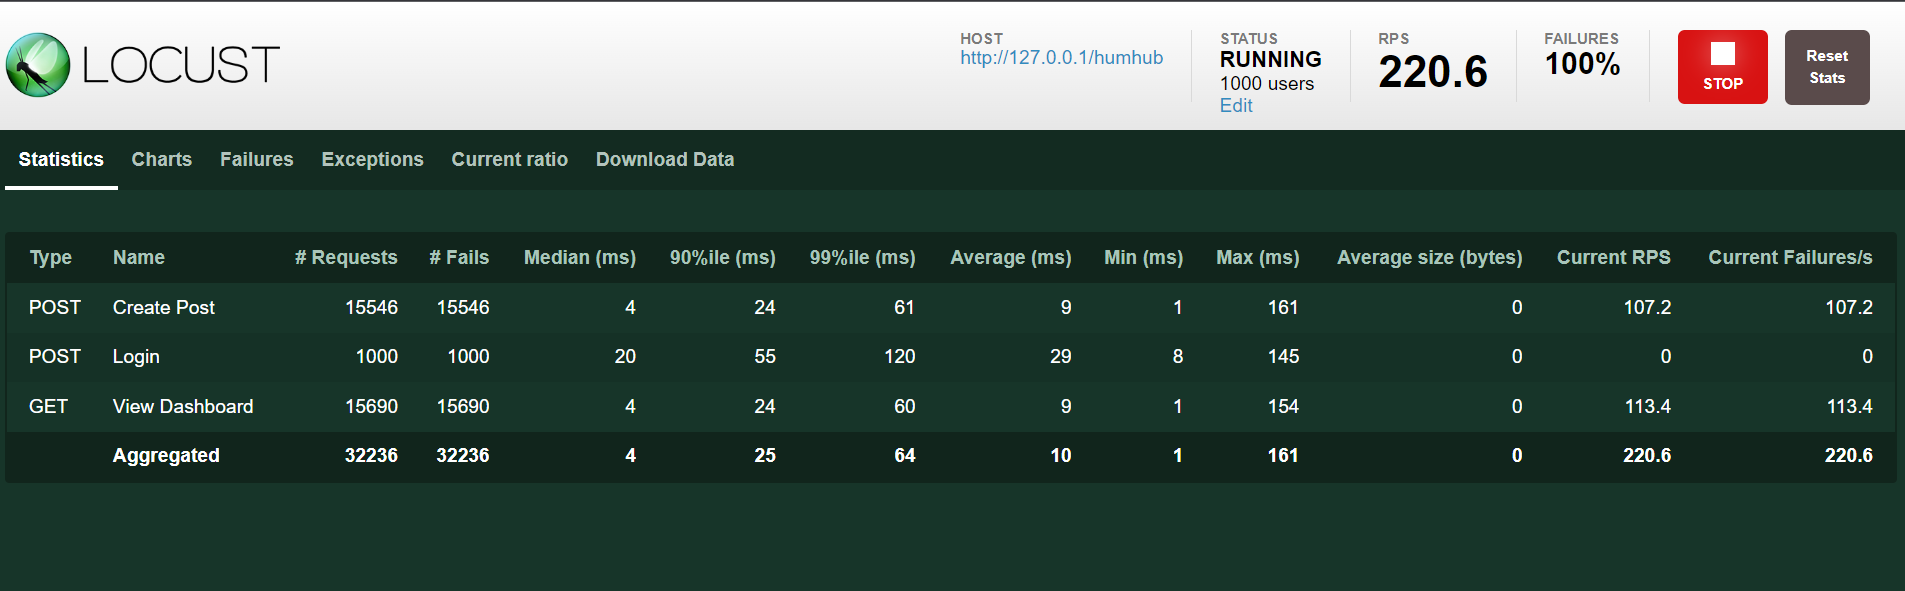 LOCUST
HOST
http://127.0.0.1/humhub
STATUS
RUNNING
1000 users
Edit
RPS
220.6
FAILURES
100%
STOP
Reset
Stats
Statistics Charts Failures Exceptions Current ratio Download Data
Type Name # Requests # Fails Median (ms) 90%ile (ms) 99%ile (ms) Average (ms) Min (ms) Max (ms) Average size (bytes) Current RPS Current Failures/s
POST Create Post 15546 15546 4 24 61 9 1 161 0 107.2 107.2
POST Login 1000 1000 20 55 120 29 8 145 0 0 0
GET View Dashboard 15690 15690 4 24 60 9 1 154 0 113.4 113.4
Aggregated 32236 32236 4 25 64 10 1 161 0 220.6 220.6